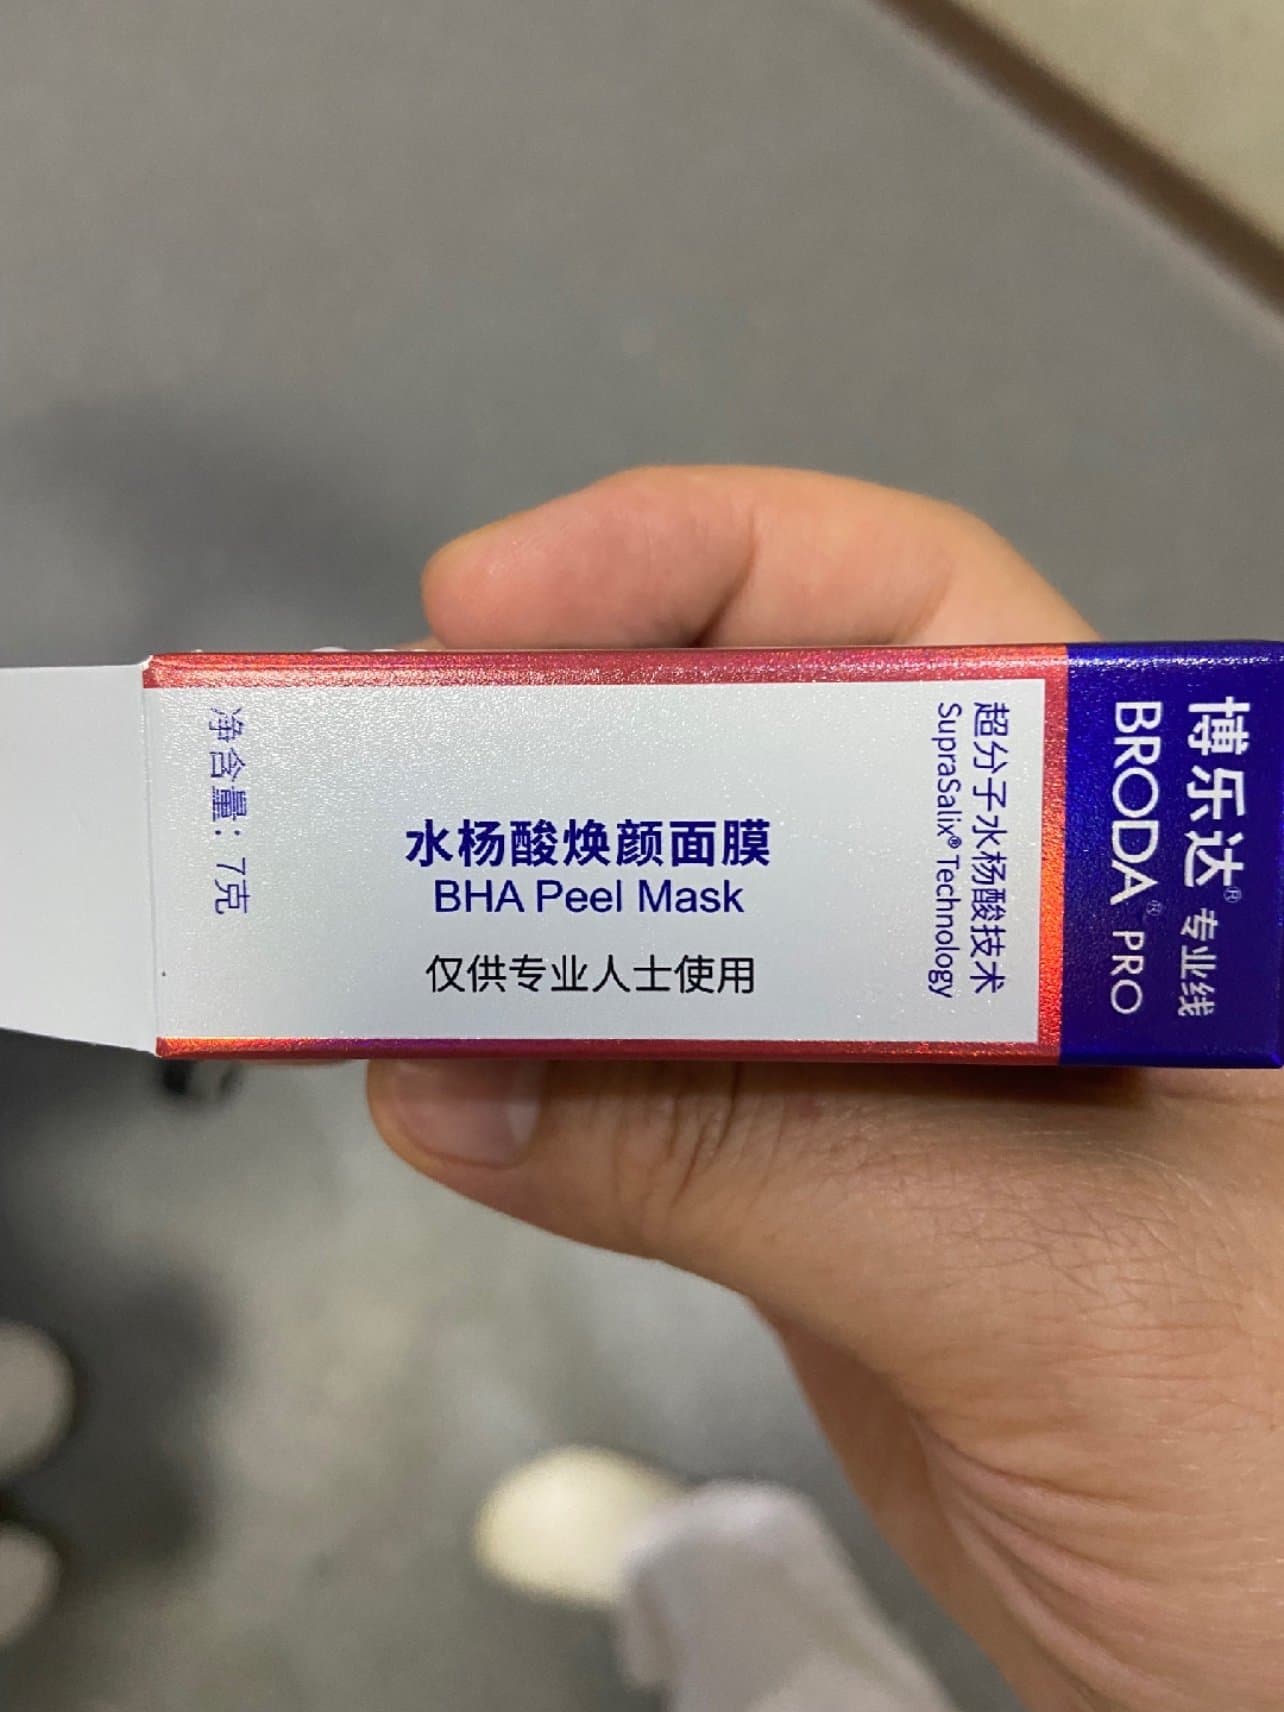 博乐达® 专业线
BRODA® PRO
超分子水杨酸技术
SupraSalix® Technology
水杨酸焕颜面膜
BHA Peel Mask
仅供专业人士使用
净含量：7克